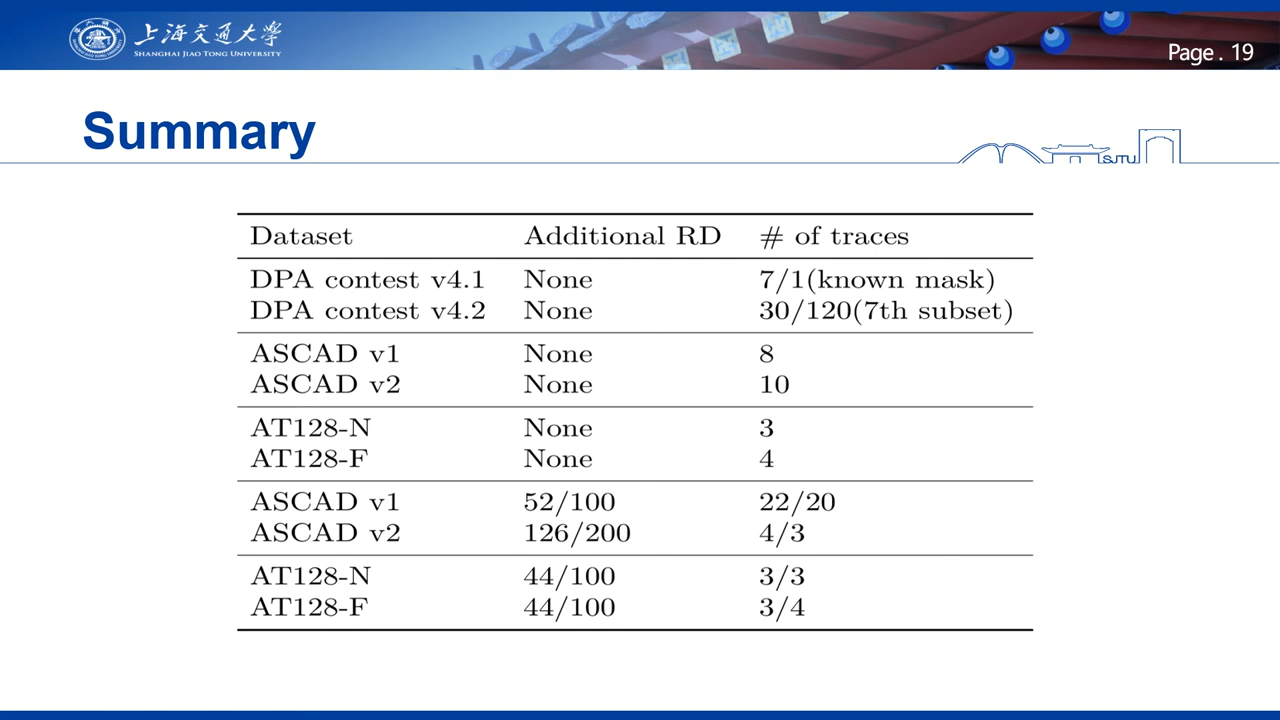 上海交通大学
SHANGHAI JIAO TONG UNIVERSITY
Page . 19
Summary
SJTU
Dataset Additional RD # of traces
DPA contest v4.1 None 7/1(known mask)
DPA contest v4.2 None 30/120(7th subset)
ASCAD v1 None 8
ASCAD v2 None 10
AT128-N None 3
AT128-F None 4
ASCAD v1 52/100 22/20
ASCAD v2 126/200 4/3
AT128-N 44/100 3/3
AT128-F 44/100 3/4